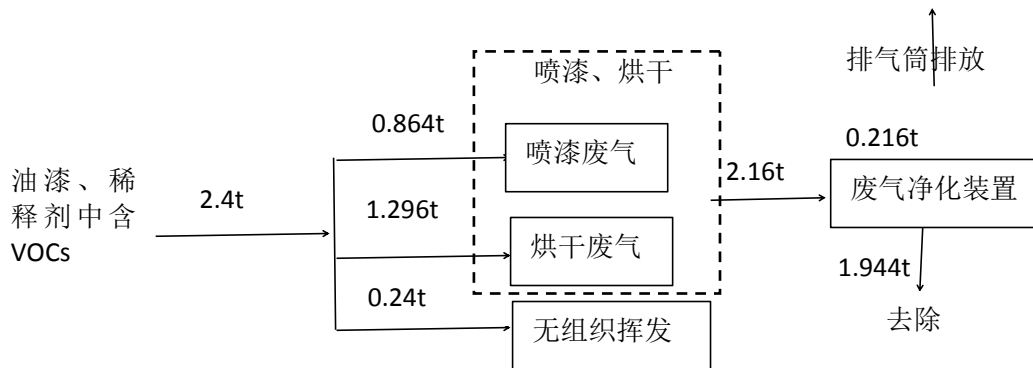 喷漆、烘干
排气筒排放
0.864t
喷漆废气
0.216t
油漆、稀
释剂中含
VOCs
2.4t
2.16t
废气净化装置
1.296t
烘干废气
1.944t
0.24t
无组织挥发
去除